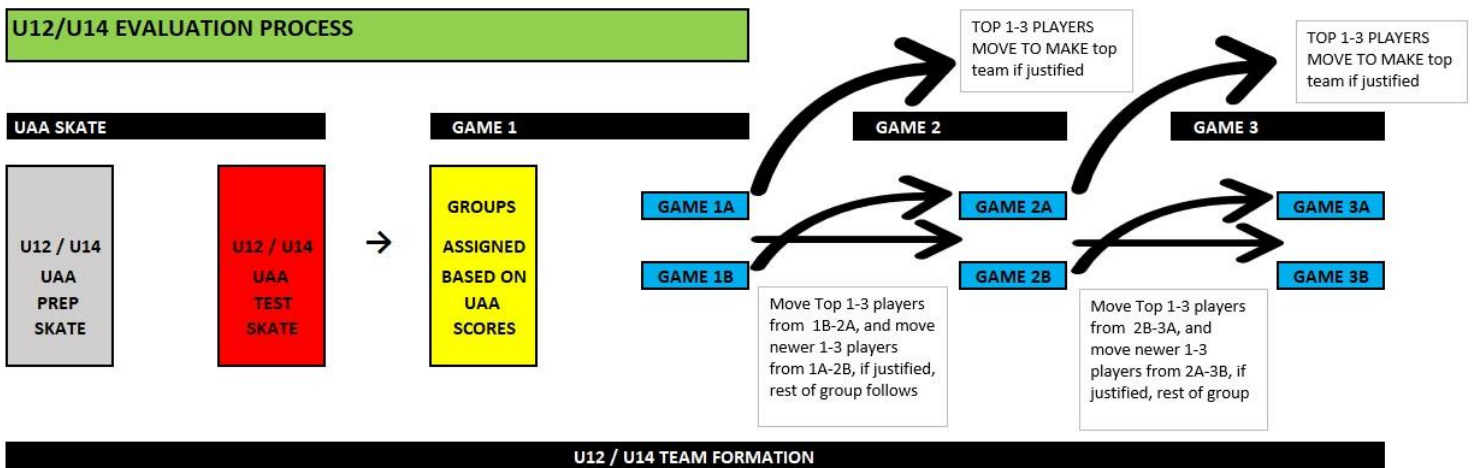 U12/U14 EVALUATION PROCESS
TOP 1-3 PLAYERS
MOVE TO MAKE top
team if justified
TOP 1-3 PLAYERS
MOVE TO MAKE top
team if justified
UAA SKATE
GAME 1
GAME 2
GAME 3
U12 / U14
UAA
PREP
SKATE
U12 / U14
UAA
TEST
SKATE
GROUPS
ASSIGNED
BASED ON
UAA
SCORES
GAME 1A
GAME 1B
GAME 2A
GAME 2B
GAME 3A
GAME 3B
Move Top 1-3 players
from 1B-2A, and move
newer 1-3 players
from 1A-2B, if justified,
rest of group follows
Move Top 1-3 players
from 2B-3A, and
move newer 1-3
players from 2A-3B, if
justified, rest of group
U12 / U14 TEAM FORMATION